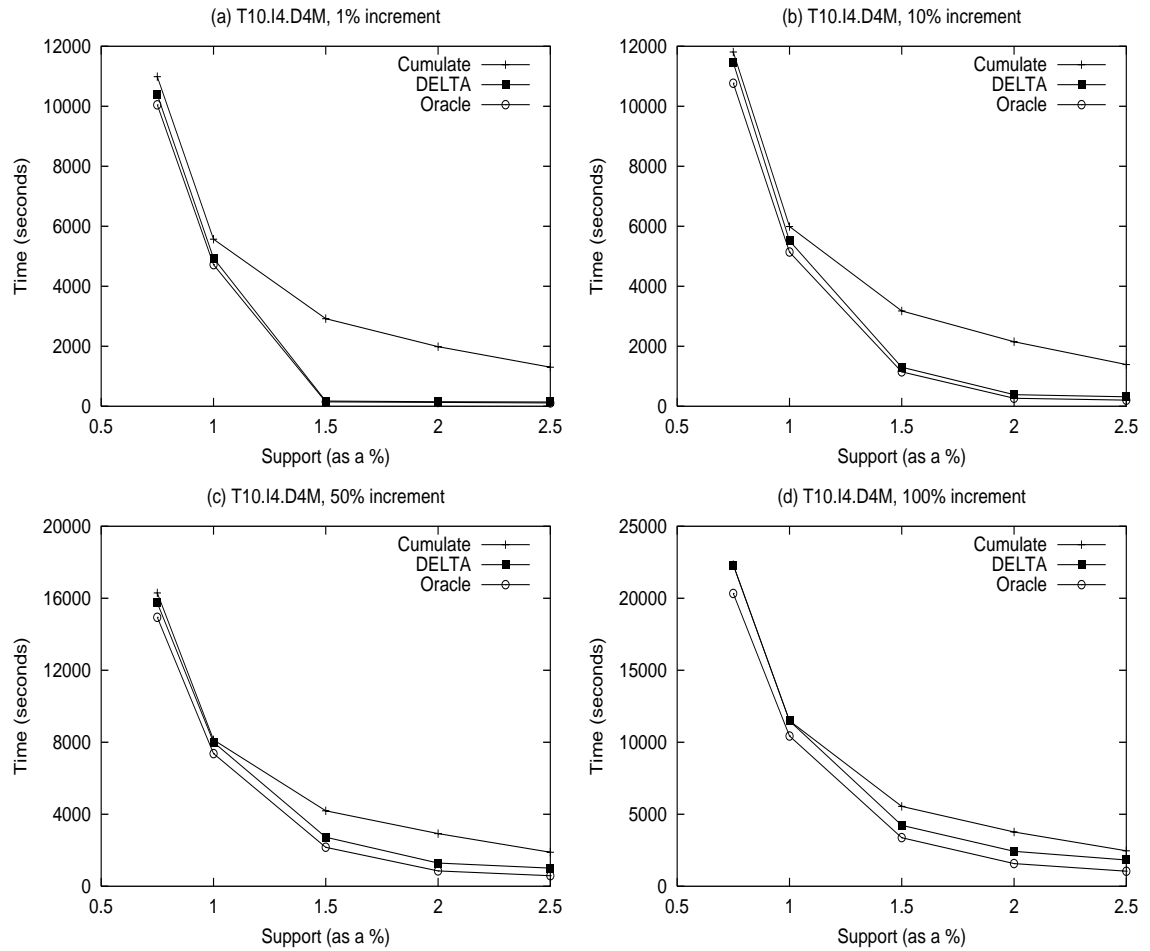 (a) T10.I4.D4M, 1% increment
12000
10000
8000
6000
4000
2000
0
Time (seconds)
Cumulate
DELTA
Oracle
0.5
1
1.5
2
2.5
Support (as a %)
(b) T10.I4.D4M, 10% increment
12000
10000
8000
6000
4000
2000
0
Time (seconds)
Cumulate
DELTA
Oracle
0.5
1
1.5
2
2.5
Support (as a %)
(c) T10.I4.D4M, 50% increment
20000
16000
12000
8000
4000
0
Time (seconds)
Cumulate
DELTA
Oracle
0.5
1
1.5
2
2.5
Support (as a %)
(d) T10.I4.D4M, 100% increment
25000
20000
15000
10000
5000
0
Time (seconds)
Cumulate
DELTA
Oracle
0.5
1
1.5
2
2.5
Support (as a %)